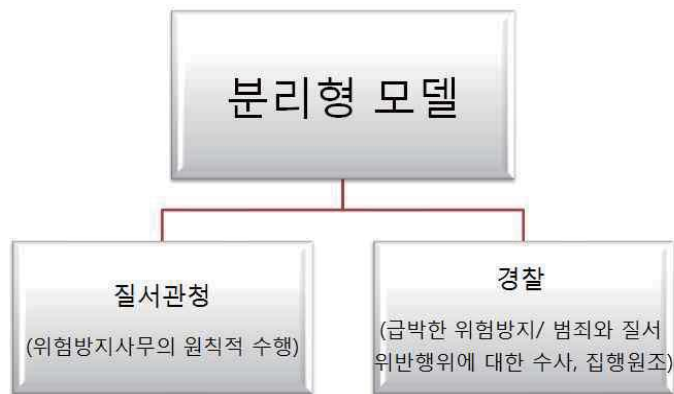 분리형 모델
질서관청
(위험방지사무의 원칙적 수행)
경찰
(급박한 위험방지/ 범죄와 질서
위반행위에 대한 수사, 집행원조)